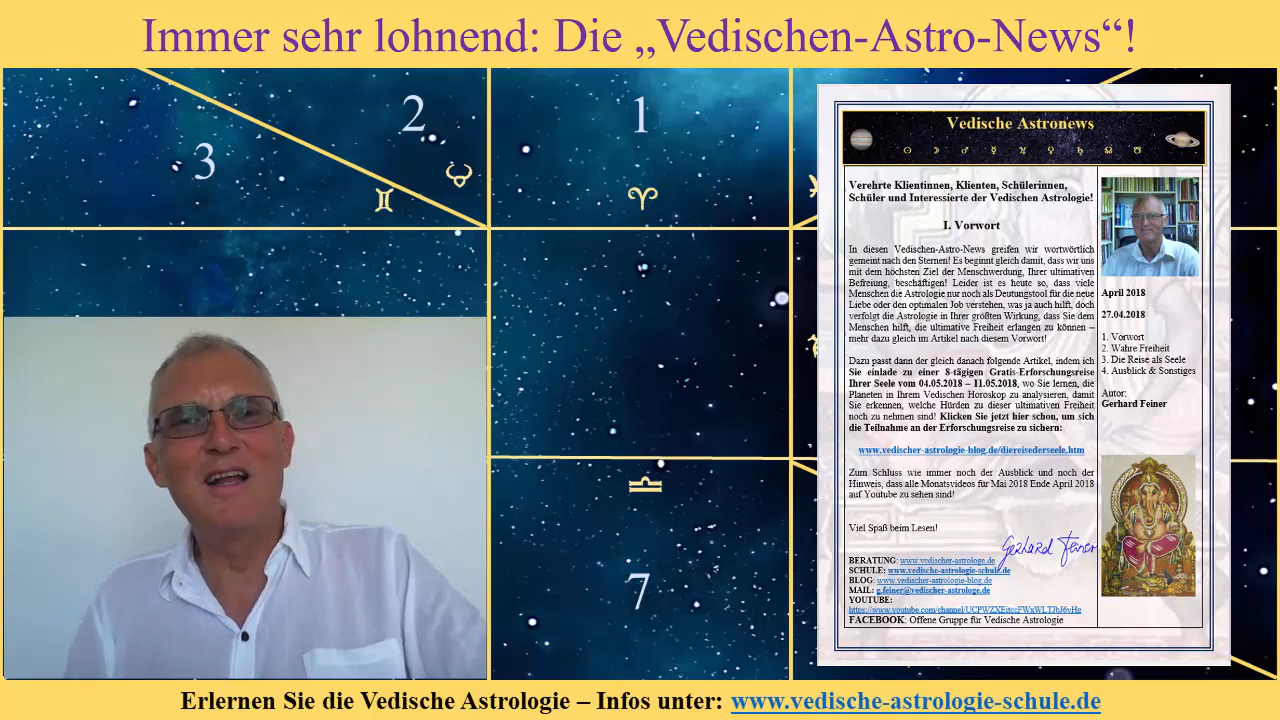 Immer sehr lohnend: Die „Vedischen-Astro-News“!
2
1
3
7
Vedische Astronews
Verehrte Klientinnen, Klienten, Schülerinnen,
Schüler und Interessierte der Vedischen Astrologie!
I. Vorwort
In diesen Vedischen-Astro-News greifen wir wortwörtlich
gemeint nach den Sternen! Es beginnt gleich damit, dass wir uns
mit dem höchsten Ziel der Menschwerdung, Ihrer ultimativen
Befreiung, beschäftigen! Leider ist es heute so, dass viele
Menschen die Astrologie nur noch als Deutungstool für die neue
Liebe oder den optimalen Job verstehen, was ja auch hilft, doch
verfolgt die Astrologie in Ihrer größten Wirkung, dass Sie dem
Menschen hilft, die ultimative Freiheit erlangen zu können –
mehr dazu gleich im Artikel nach diesem Vorwort!
Dazu passt dann der gleich danach folgende Artikel, indem ich
Sie einlade zu einer 8-tägigen Gratis-Erforschungsreise
Ihrer Seele vom 04.05.2018 – 11.05.2018, wo Sie lernen, die
Planeten in Ihrem Vedischen Horoskop zu analysieren, damit
Sie erkennen, welche Hürden zu dieser ultimativen Freiheit
noch zu nehmen sind! Klicken Sie jetzt hier schon, um sich
die Teilnahme an der Erforschungsreise zu sichern:
www.vedischer-astrologie-blog.de/diereisederseele.htm
Zum Schluss wie immer noch der Ausblick und noch der
Hinweis, dass alle Monatsvideos für Mai 2018 Ende April 2018
auf Youtube zu sehen sind!
Viel Spaß beim Lesen!
Gerhard Feiner
BERATUNG: www.vedischer-astrologe.de
SCHULE: www.vedische-astrologie-schule.de
BLOG: www.vedischer-astrologie-blog.de
MAIL: g.feiner@vedischer-astrologe.de
YOUTUBE:
FACEBOOK: Offene Gruppe für Vedische Astrologie
April 2018
27.04.2018
1. Vorwort
2. Wahre Freiheit
3. Die Reise als Seele
4. Ausblick & Sonstiges
Autor:
Gerhard Feiner
Erlernen Sie die Vedische Astrologie – Infos unter: www.vedische-astrologie-schule.de